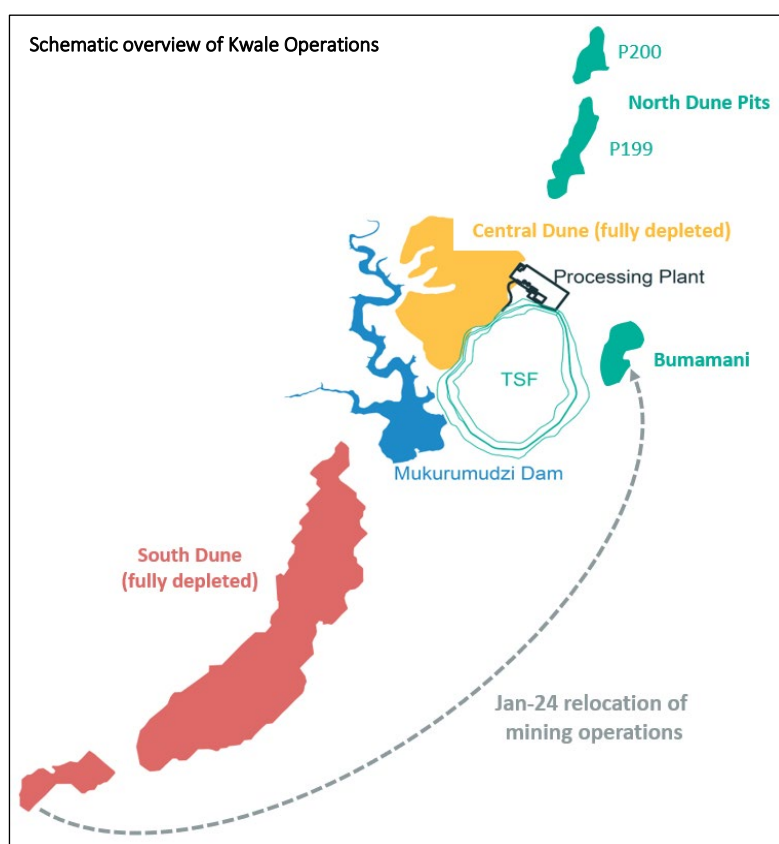 Schematic overview of Kwale Operations
P200
North Dune Pits
P199
Central Dune (fully depleted)
Processing Plant
Bumamani
TSF
Mukurumudzi Dam
South Dune
(fully depleted)
Jan-24 relocation of
mining operations